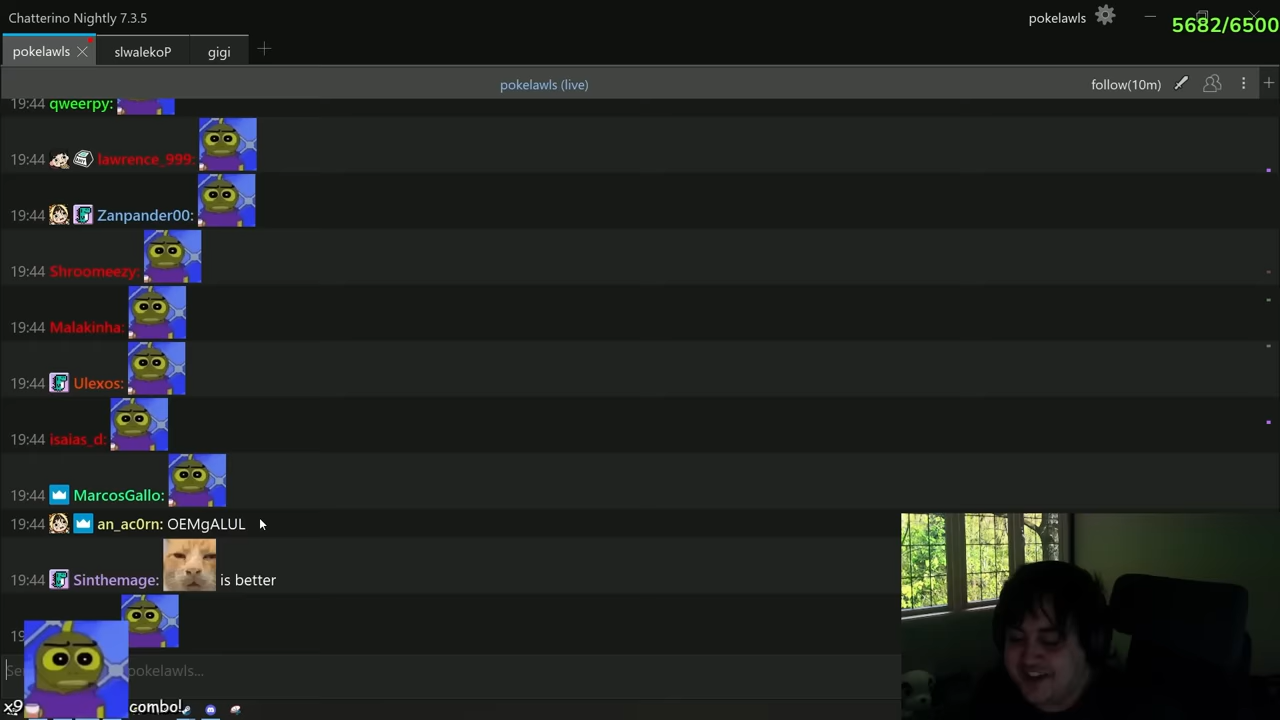 Chatterino Nightly 7.3.5
pokelawls
5682/6500
pokelawls
slwalekoP
gigi
pokelawls (live)
follow(10m)
19:44 qweerpy:
19:44 lawrence_999:
19:44 Zanpander00:
19:44 Shroomeezy:
19:44 Malakinha:
19:44 Ulexos:
19:44 isaias_d:
19:44 MarcosGallo:
19:44 an_ac0rn: OEMgALUL
19:44 Sinthemage: is better
pokelawls...
x9 combo!